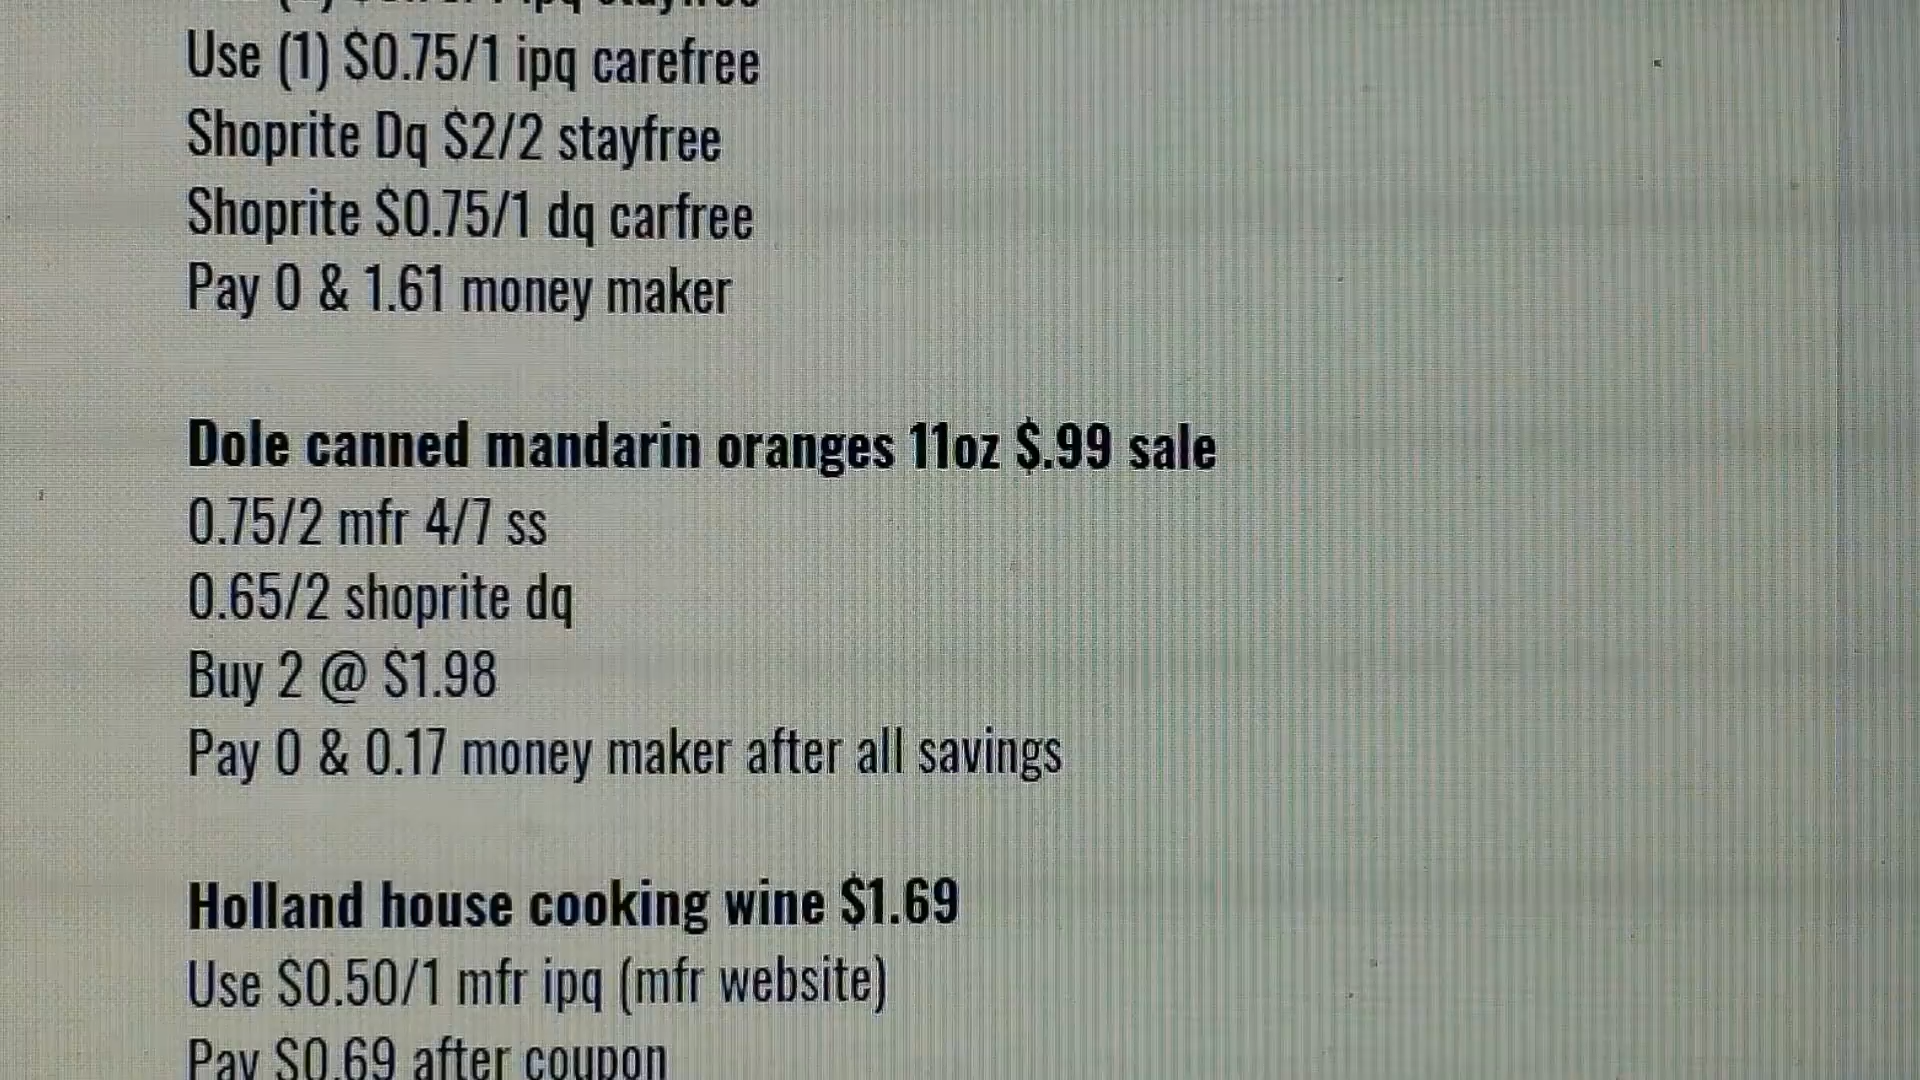 Use (1) $0.75/1 ipq carefree
Shoprite Dq $2/2 stayfree
Shoprite $0.75/1 dq carfree
Pay 0 & 1.61 money maker
Dole canned mandarin oranges 11oz $.99 sale
0.75/2 mfr 4/7 ss
0.65/2 shoprite dq
Buy 2 @ $1.98
Pay 0 & 0.17 money maker after all savings
Holland house cooking wine $1.69
Use $0.50/1 mfr ipq (mfr website)
Pay $0.69 after coupon